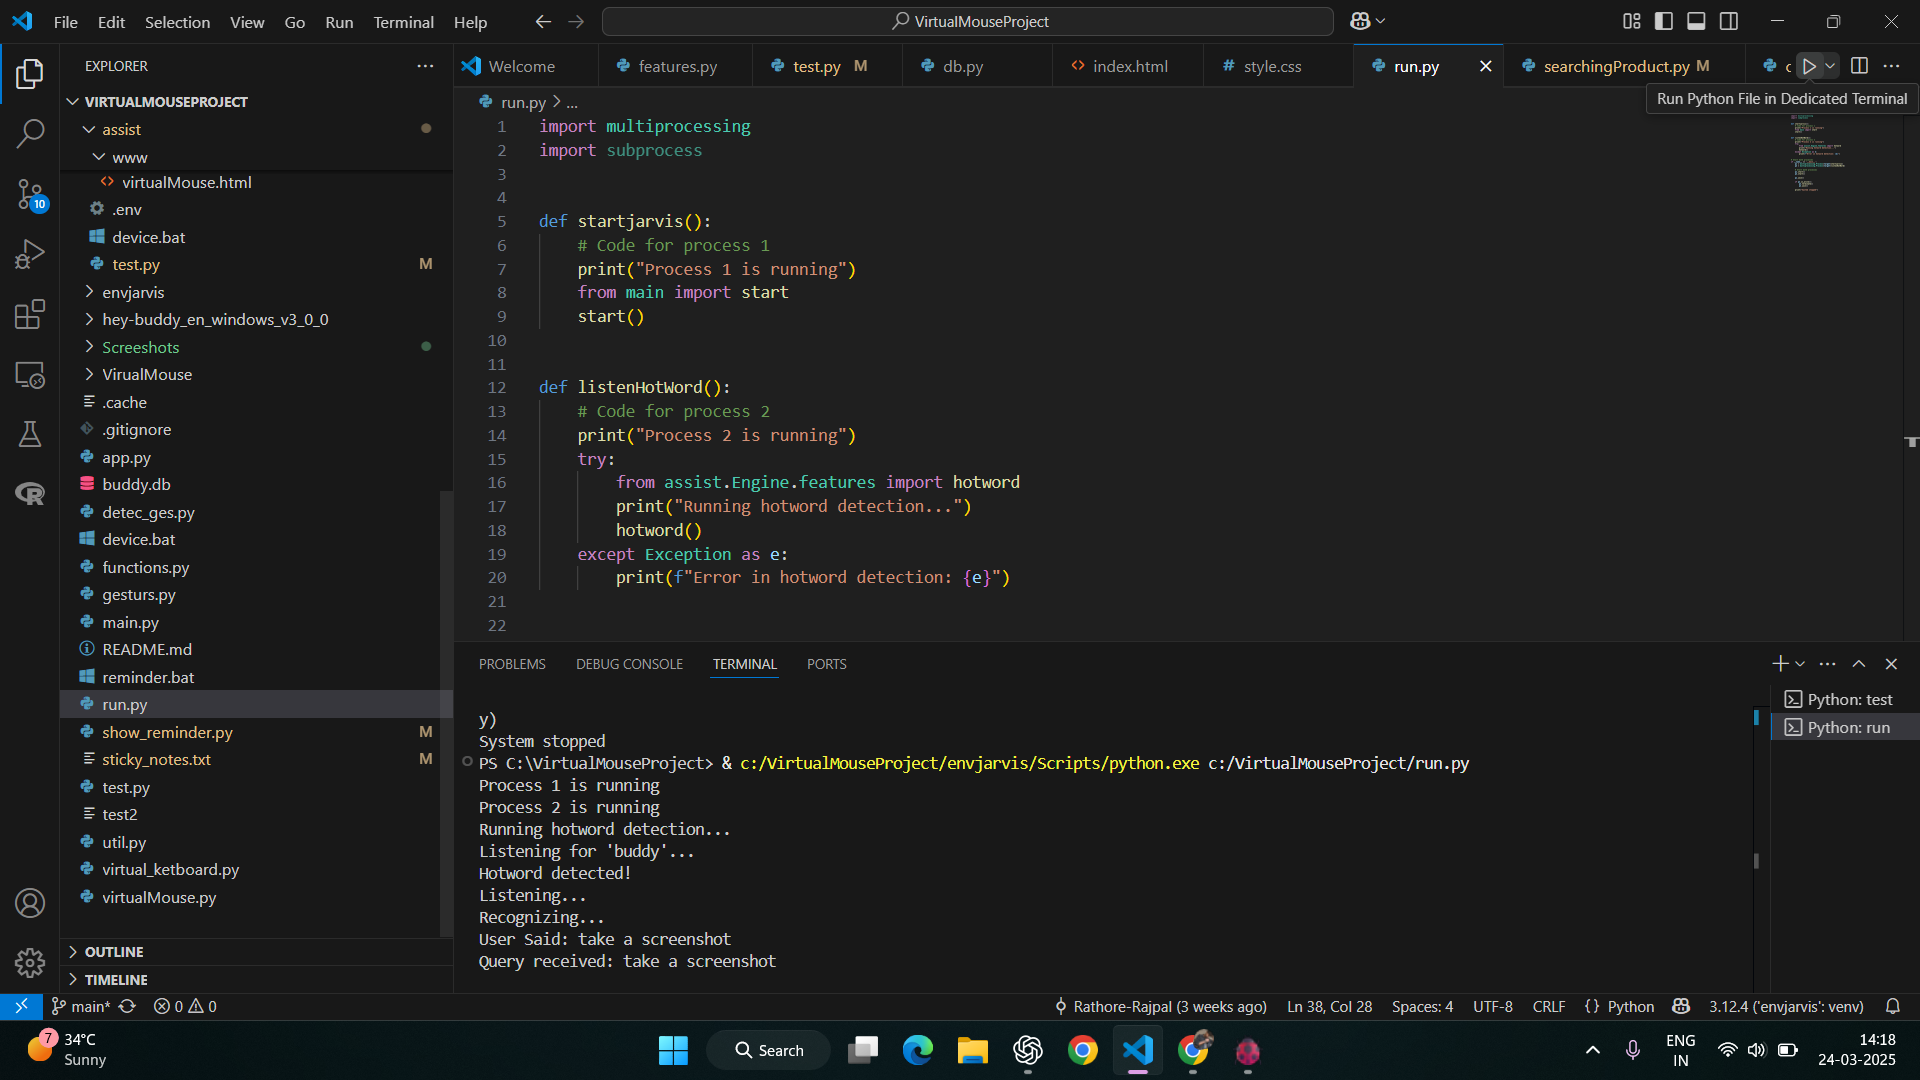 File Edit Selection View Go Run Terminal Help
VirtualMouseProject
EXPLORER
VIRTUALMOUSEPROJECT
assist
www
virtualMouse.html
.env
device.bat
test.py M
envjarvis
hey-buddy_en_windows_v3_0_0
Screeshots
VirualMouse
.cache
.gitignore
app.py
buddy.db
detec_ges.py
device.bat
functions.py
gesturs.py
main.py
README.md
reminder.bat
run.py
show_reminder.py M
sticky_notes.txt M
test.py
test2
util.py
virtual_ketboard.py
virtualMouse.py
OUTLINE
TIMELINE
10
Welcome features.py test.py M db.py index.html style.css run.py searchingProduct.py M
Run Python File in Dedicated Terminal
run.py > ...
1 import multiprocessing
2 import subprocess
3
4
5 def startjarvis():
6 # Code for process 1
7 print("Process 1 is running")
8 from main import start
9 start()
10
11
12 def listenHotWord():
13 # Code for process 2
14 print("Process 2 is running")
15 try:
16 from assist.Engine.features import hotword
17 print("Running hotword detection...")
18 hotword()
19 except Exception as e:
20 print(f"Error in hotword detection: {e}")
21
22
PROBLEMS DEBUG CONSOLE TERMINAL PORTS
y)
System stopped
PS C:\VirtualMouseProject> & c:/VirtualMouseProject/envjarvis/Scripts/python.exe c:/VirtualMouseProject/run.py
Process 1 is running
Process 2 is running
Running hotword detection...
Listening for 'buddy'...
Hotword detected!
Listening...
Recognizing...
User Said: take a screenshot
Query received: take a screenshot
Python: test
Python: run
main* 0 0 Rathore-Rajpal (3 weeks ago) Ln 38, Col 28 Spaces: 4 UTF-8 CRLF {} Python 3.12.4 ('envjarvis': venv)
7
34°C
Sunny
Search
ENG
IN
14:18
24-03-2025